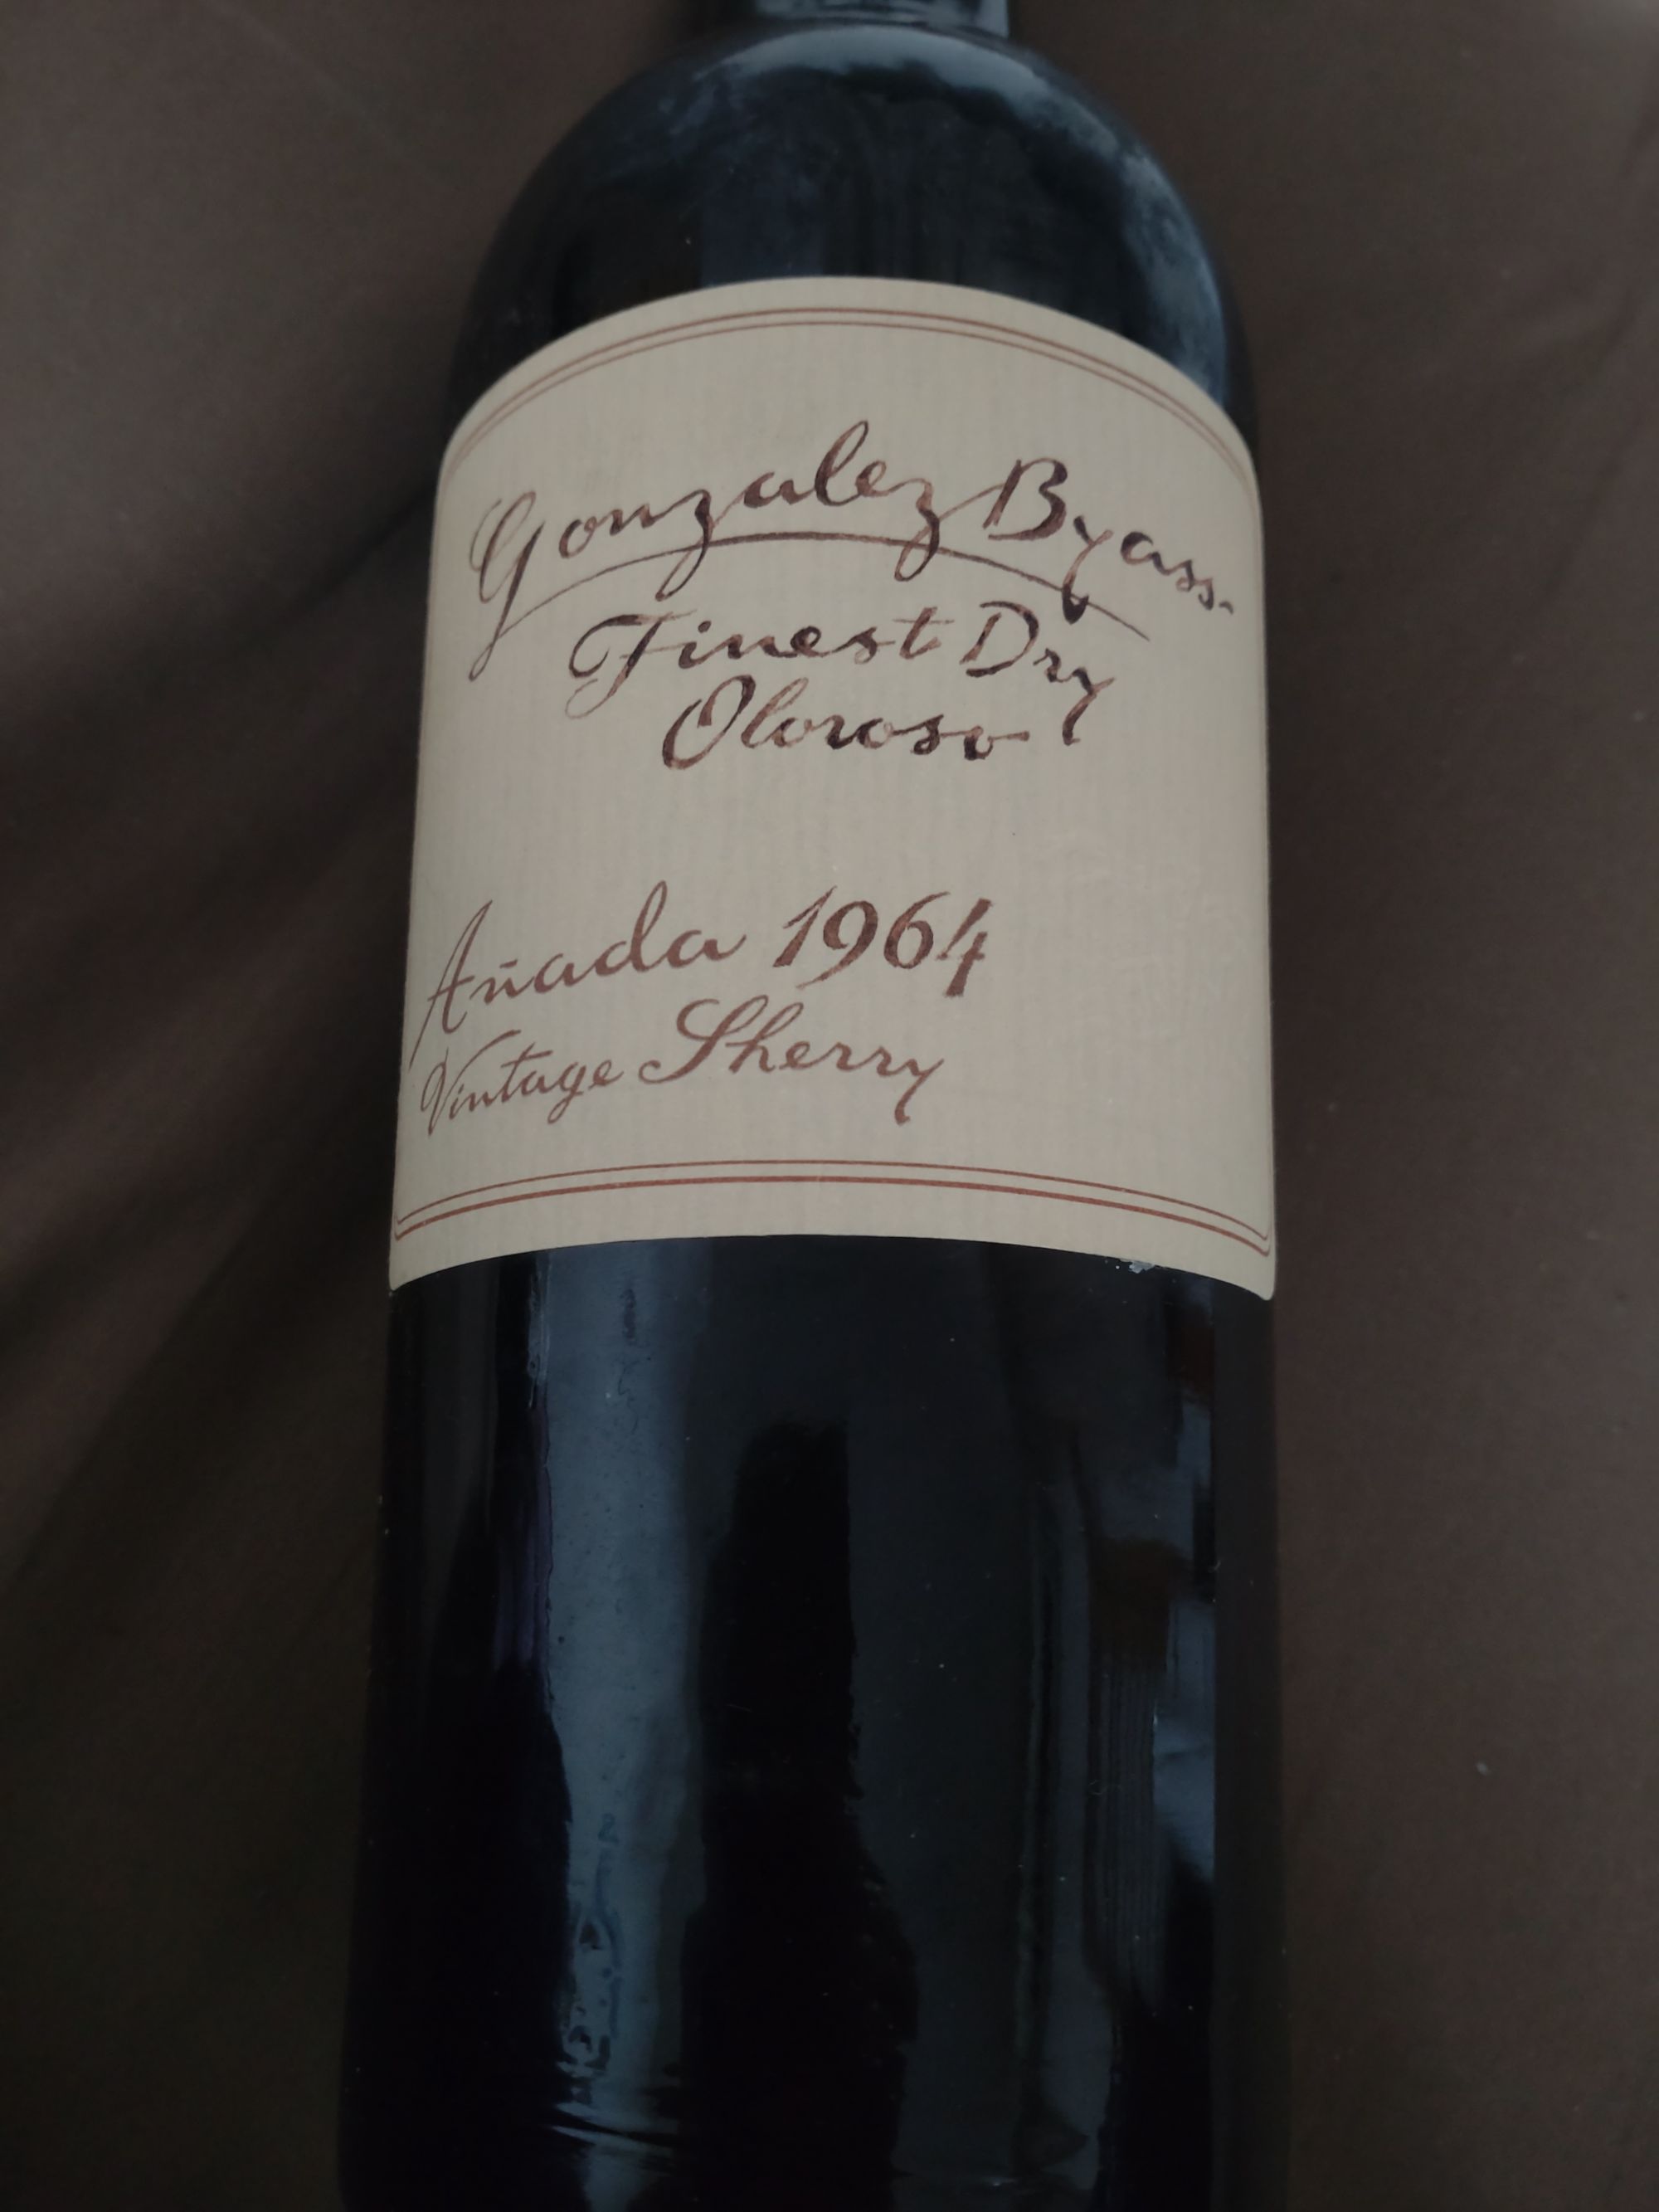 Gonzalez Byass
Finest Dry
Oloroso
Añada 1964
Vintage Sherry